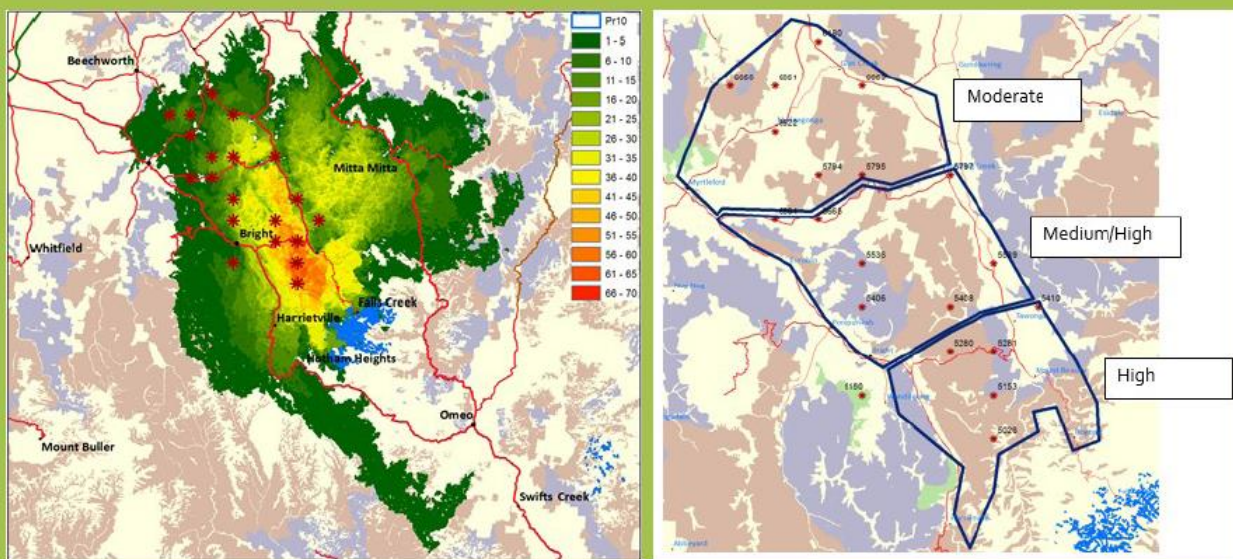 Pr10
1 - 5
6 - 10
11 - 15
16 - 20
21 - 25
26 - 30
31 - 35
36 - 40
41 - 45
46 - 50
51 - 55
56 - 60
61 - 65
66 - 70
Beechworth
Mitta Mitta
Whitfield
Bright
Falls Creek
Harrietville
Hotham Heights
Omeo
Mount Buller
Swifts Creek
Moderate
Myrtleford
5794
5795
5797
Medium/High
5535
5406
5408
5410
Tawonga
5280
5281
High
5150
5153